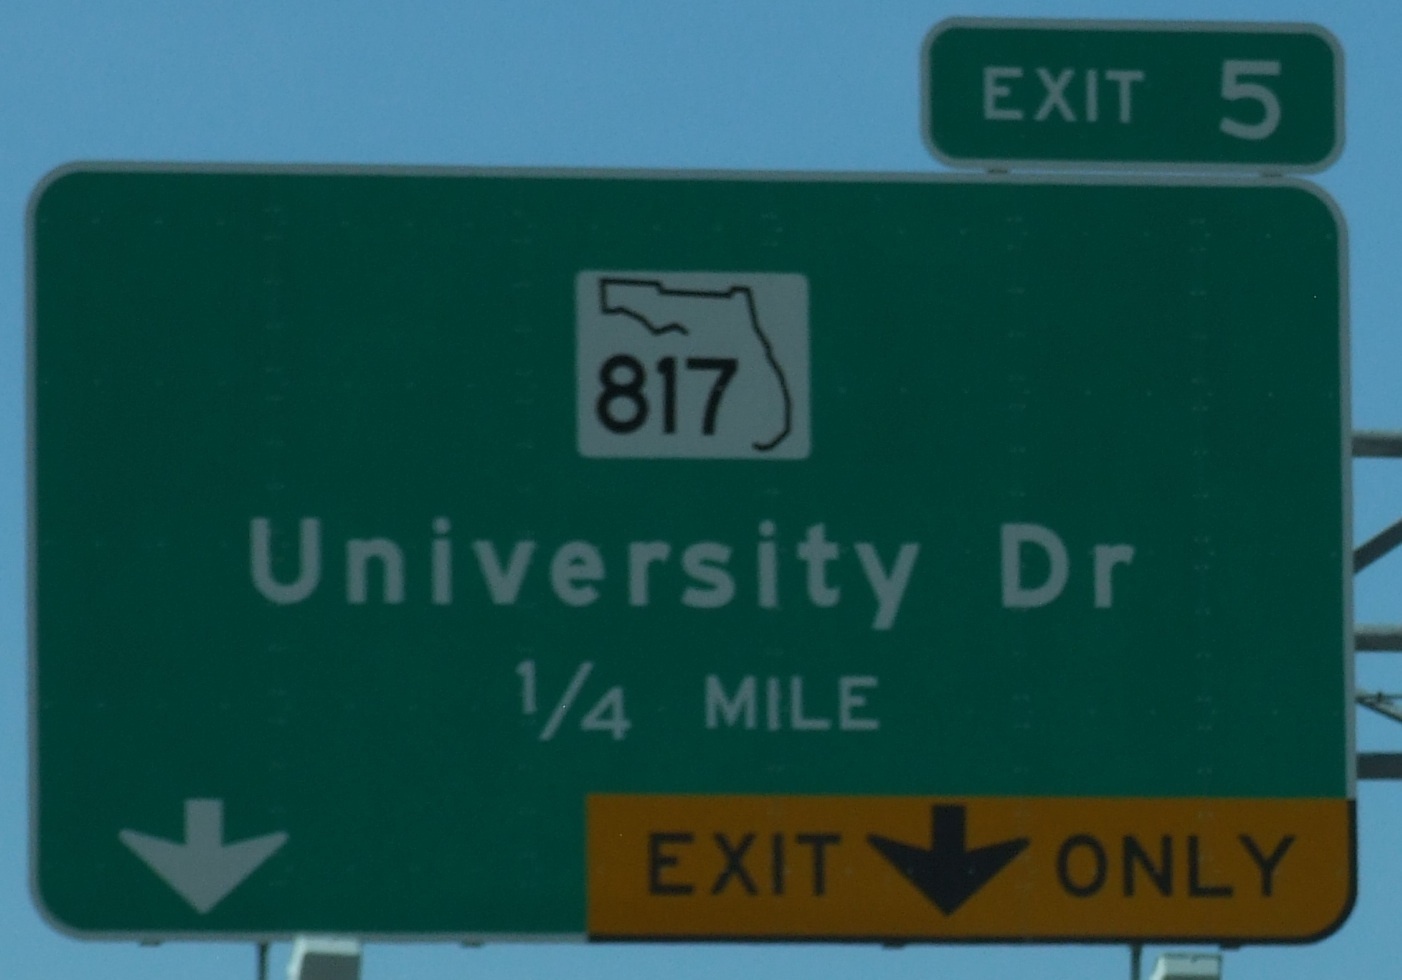 EXIT 5
817
University Dr
1/4 MILE
EXIT ONLY